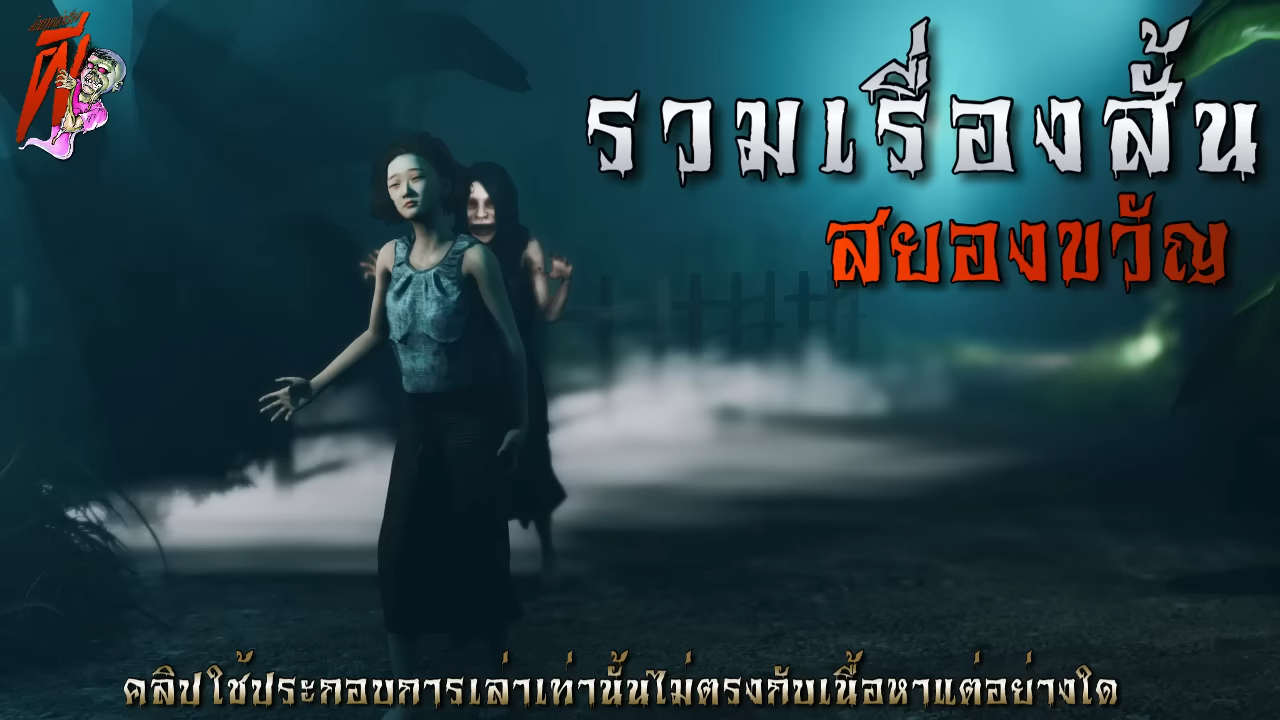 ผี
รวมเรื่องสั้น
สยองขวัญ
คลิปใช้ประกอบการเล่าเท่านั้นไม่ตรงกับเนื้อหาแต่อย่างใด